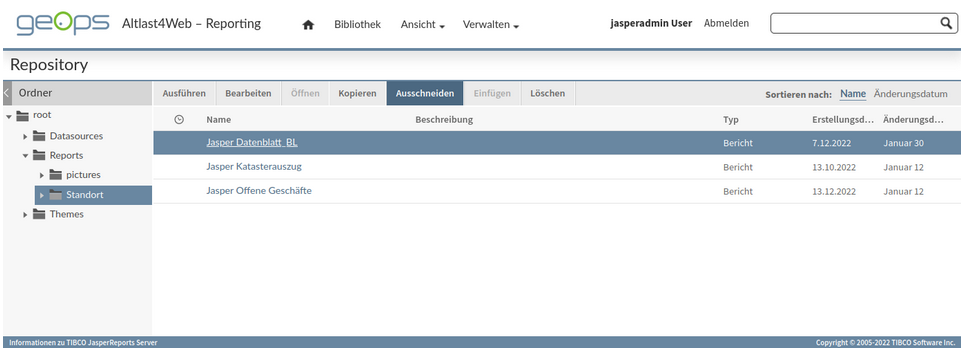 geops Altlast4Web – Reporting Bibliothek Ansicht Verwalten jasperadmin User Abmelden
Repository
Ordner Ausführen Bearbeiten Öffnen Kopieren Ausschneiden Einfügen Löschen Sortieren nach: Name Änderungsdatum
root Name Beschreibung Typ Erstellungsd... Änderungsd...
Datasources Jasper Datenblatt_BL Bericht 7.12.2022 Januar 30
Reports
pictures Jasper Katasterauszug Bericht 13.10.2022 Januar 12
Standort Jasper Offene Geschäfte Bericht 13.12.2022 Januar 12
Themes
Informationen zu TIBCO JasperReports Server Copyright © 2005-2022 TIBCO Software Inc.